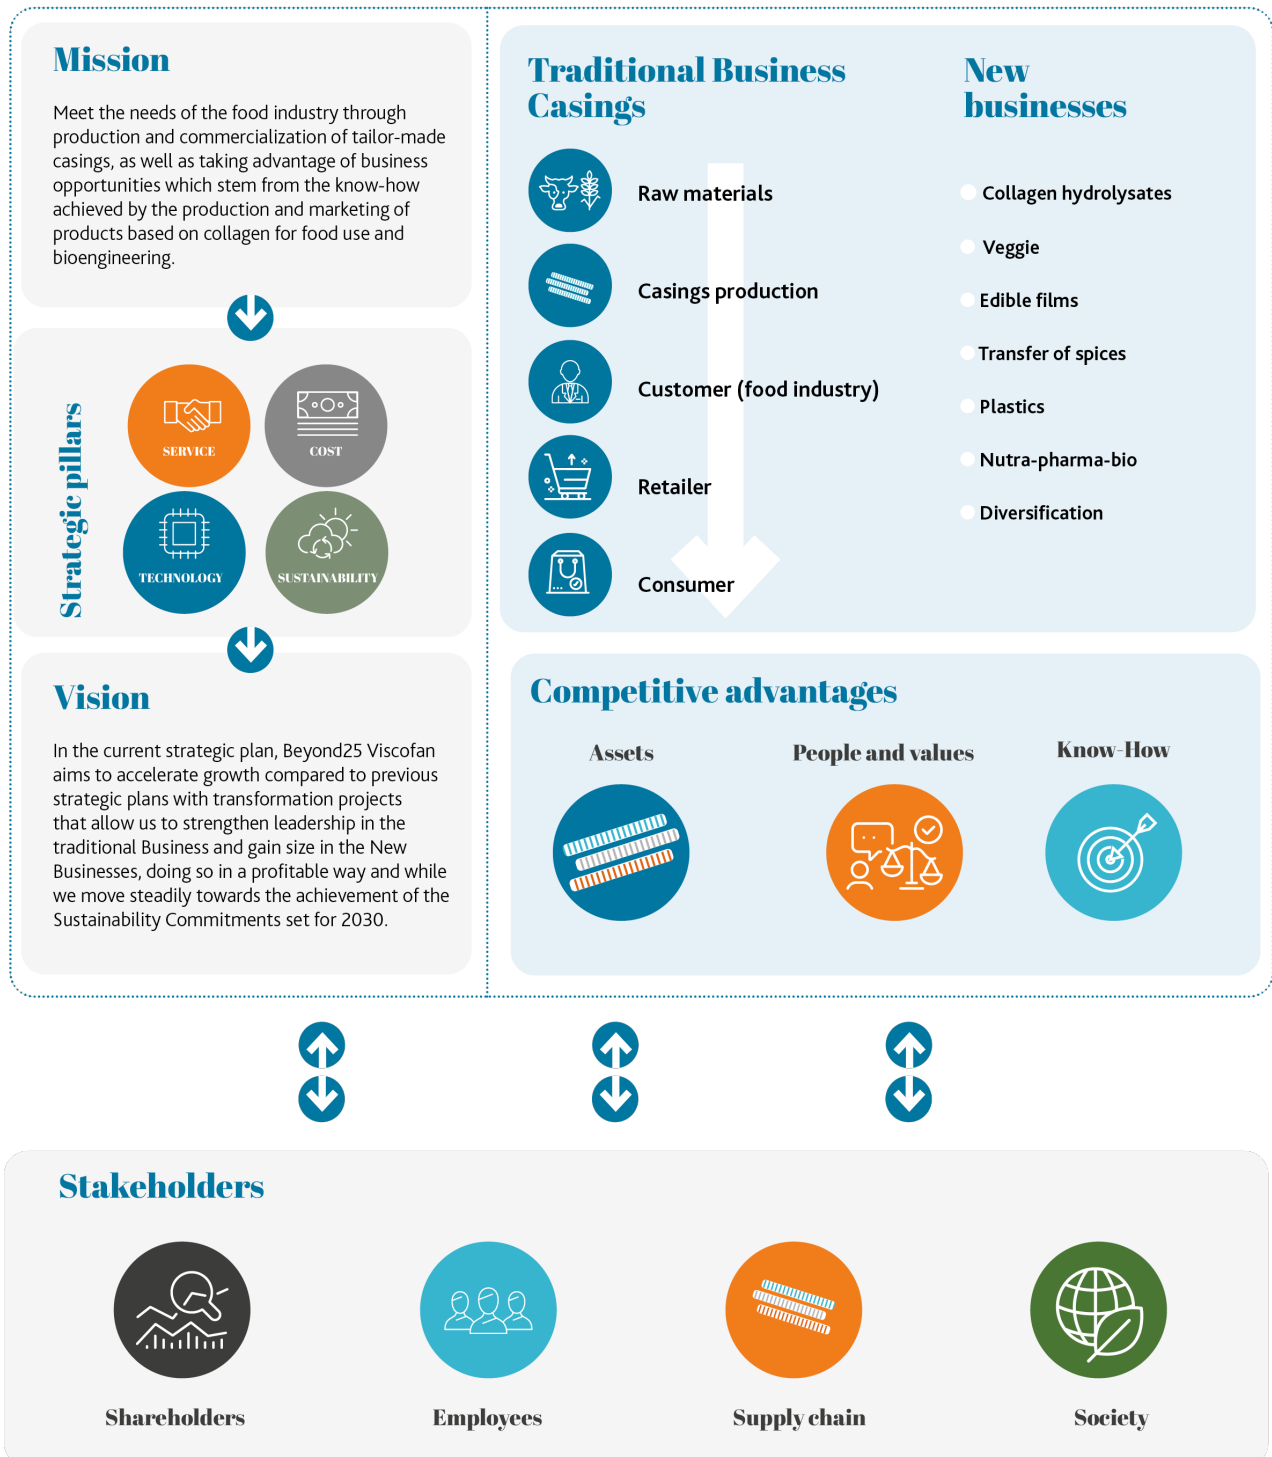 Mission
Meet the needs of the food industry through
production and commercialization of tailor-made
casings, as well as taking advantage of business
opportunities which stem from the know-how
achieved by the production and marketing of
products based on collagen for food use and
bioengineering.
Strategic pillars
SERVICE
COST
TECHNOLOGY
SUSTAINABILITY
Vision
In the current strategic plan, Beyond25 Viscofan
aims to accelerate growth compared to previous
strategic plans with transformation projects
that allow us to strengthen leadership in the
traditional Business and gain size in the New
Businesses, doing so in a profitable way and while
we move steadily towards the achievement of the
Sustainability Commitments set for 2030.
Traditional Business
Casings
Raw materials
Casings production
Customer (food industry)
Retailer
Consumer
New
businesses
Collagen hydrolysates
Veggie
Edible films
Transfer of spices
Plastics
Nutra-pharma-bio
Diversification
Competitive advantages
Assets
People and values
Know-How
Stakeholders
Shareholders
Employees
Supply chain
Society